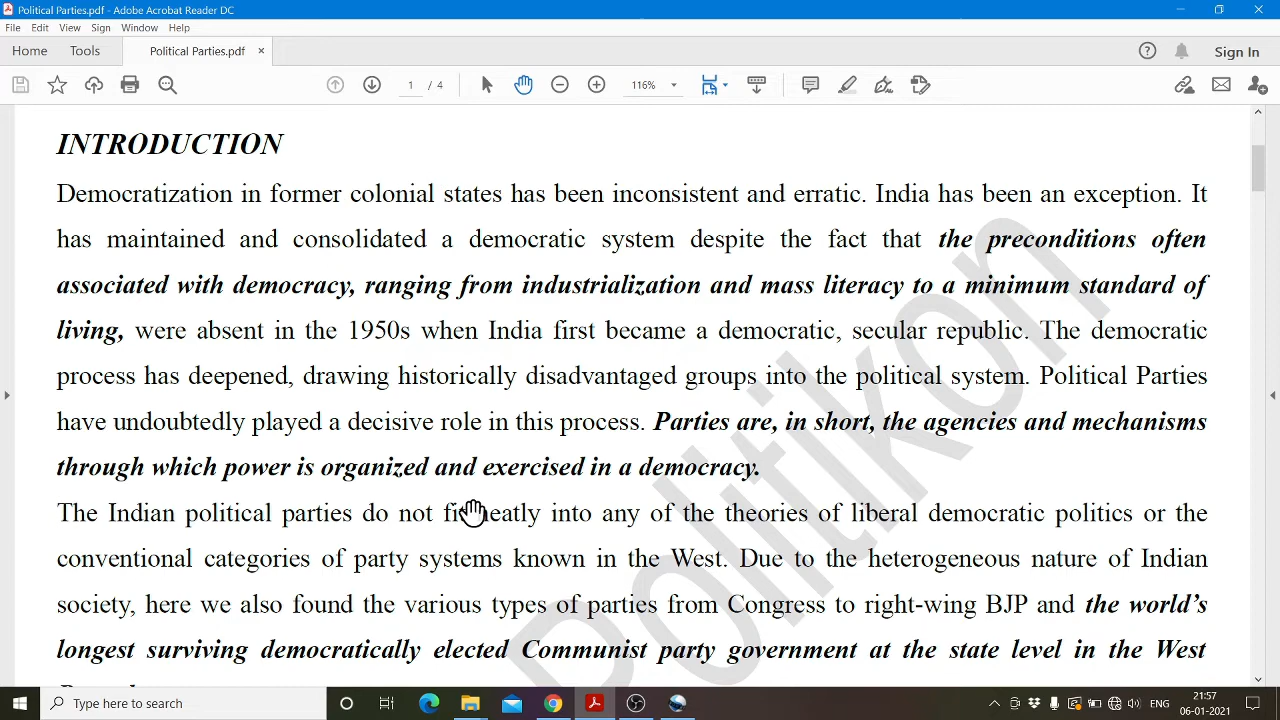 Political Parties.pdf - Adobe Acrobat Reader DC
File Edit View Sign Window Help
Home Tools Political Parties.pdf × Sign In
1 / 4 116%
INTRODUCTION
Democratization in former colonial states has been inconsistent and erratic. India has been an exception. It
has maintained and consolidated a democratic system despite the fact that the preconditions often
associated with democracy, ranging from industrialization and mass literacy to a minimum standard of
living, were absent in the 1950s when India first became a democratic, secular republic. The democratic
process has deepened, drawing historically disadvantaged groups into the political system. Political Parties
have undoubtedly played a decisive role in this process. Parties are, in short, the agencies and mechanisms
through which power is organized and exercised in a democracy.
The Indian political parties do not fit neatly into any of the theories of liberal democratic politics or the
conventional categories of party systems known in the West. Due to the heterogeneous nature of Indian
society, here we also found the various types of parties from Congress to right-wing BJP and the world's
longest surviving democratically elected Communist party government at the state level in the West
Politikon
Type here to search
ENG
21:57
06-01-2021